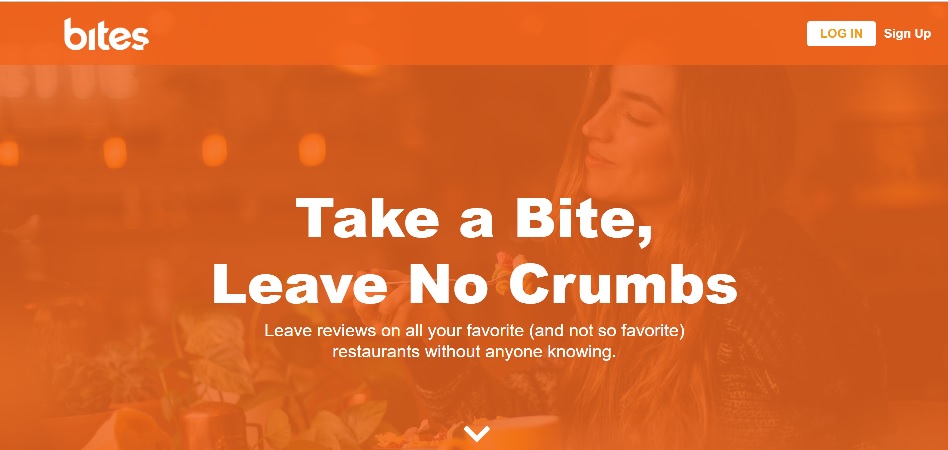 bites
LOG IN
Sign Up
Take a Bite,
Leave No Crumbs
Leave reviews on all your favorite (and not so favorite)
restaurants without anyone knowing.